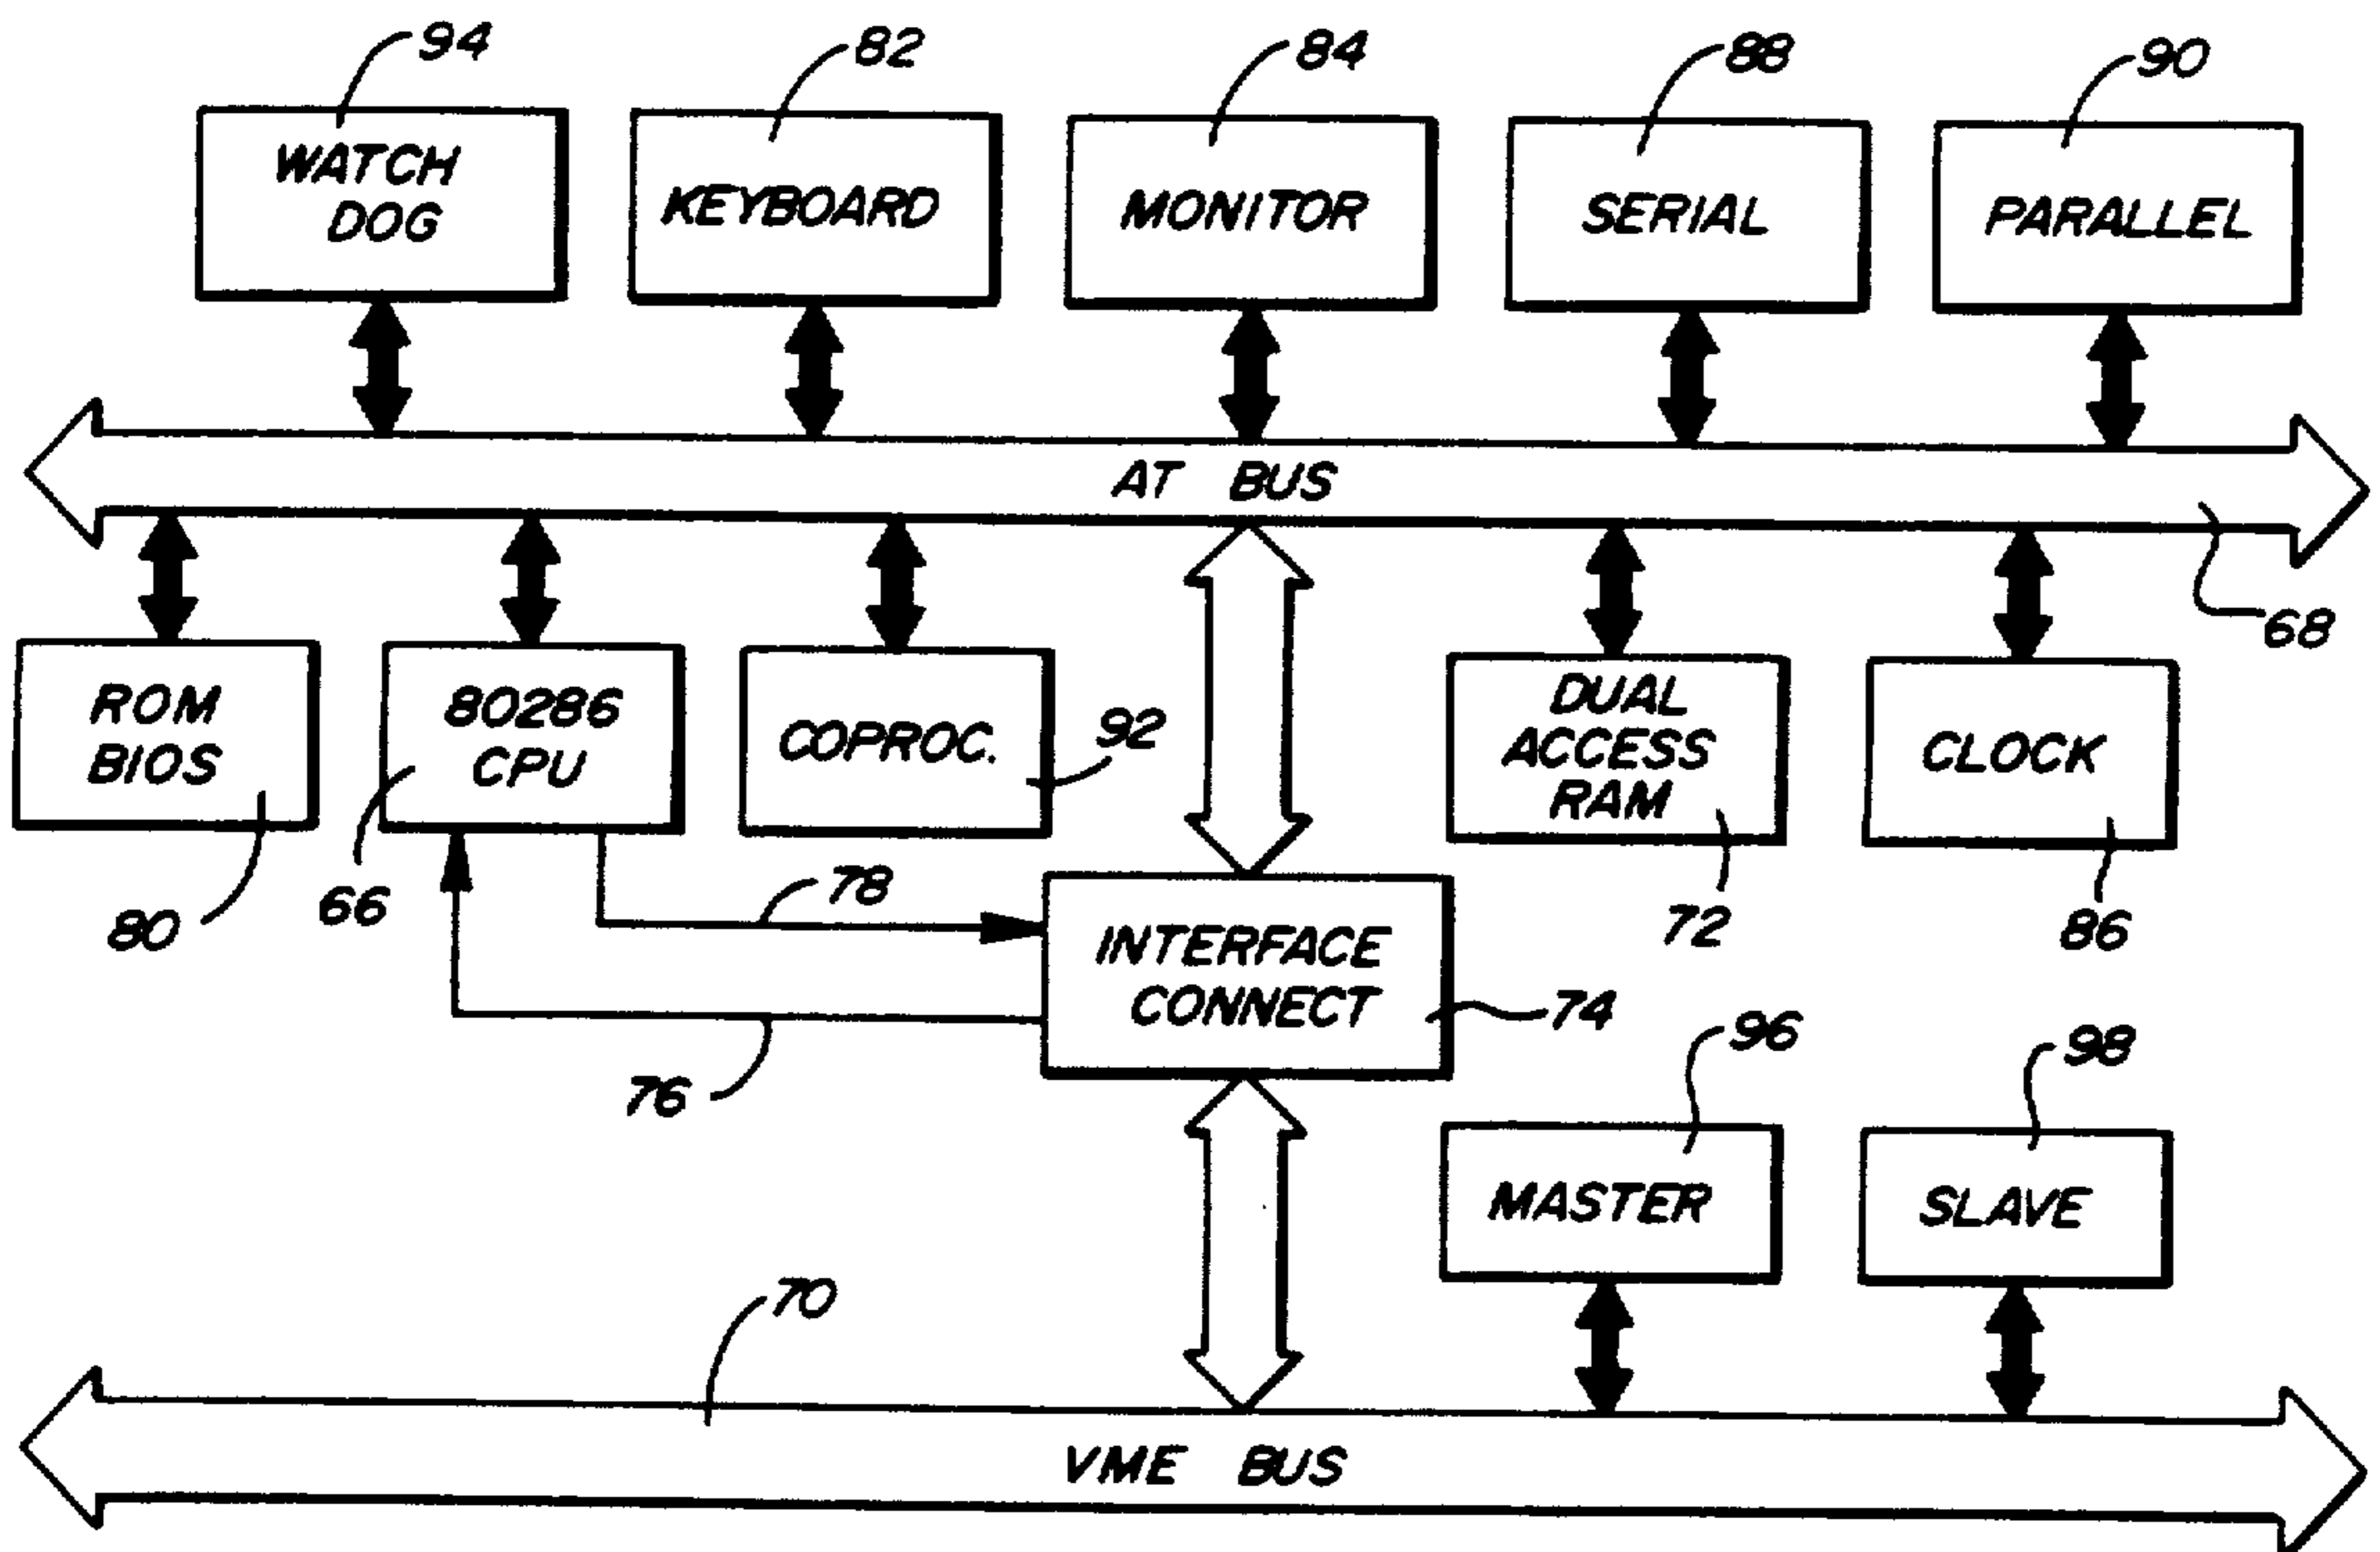 94
82
84
88
90
WATCH
DOG
KEYBOARD
MONITOR
SERIAL
PARALLEL
AT BUS
68
ROM
BIOS
80286
CPU
COPROC.
92
DUAL
ACCESS
RAM
CLOCK
80
66
78
72
86
INTERFACE
CONNECT
74
76
96
98
MASTER
SLAVE
70
VME BUS